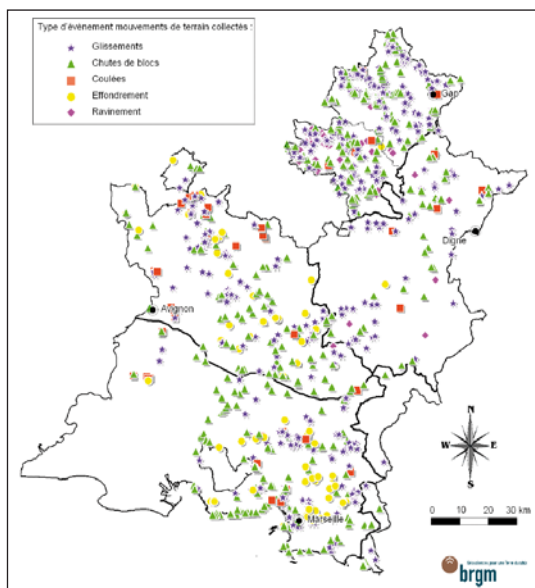 Type d'évènement mouvements de terrain collectés :
Glissements
Chutes de blocs
Coulées
Effondrement
Ravinement
Gap
Digne
Avignon
N
W E
S
0 10 20 30 km
Marseille
brgm